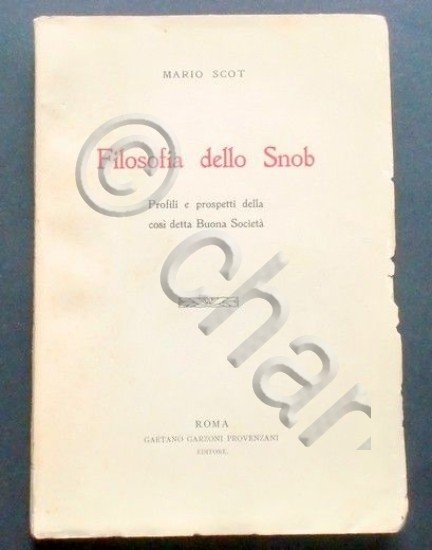 MARIO SCOT
Filosofia dello Snob
Profili e prospetti della
così detta Buona Società
ROMA
GAETANO GARZONI PROVENZANI
EDITORE.
© char